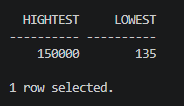 HIGHTEST     LOWEST
---------- ----------
    150000        135
1 row selected.